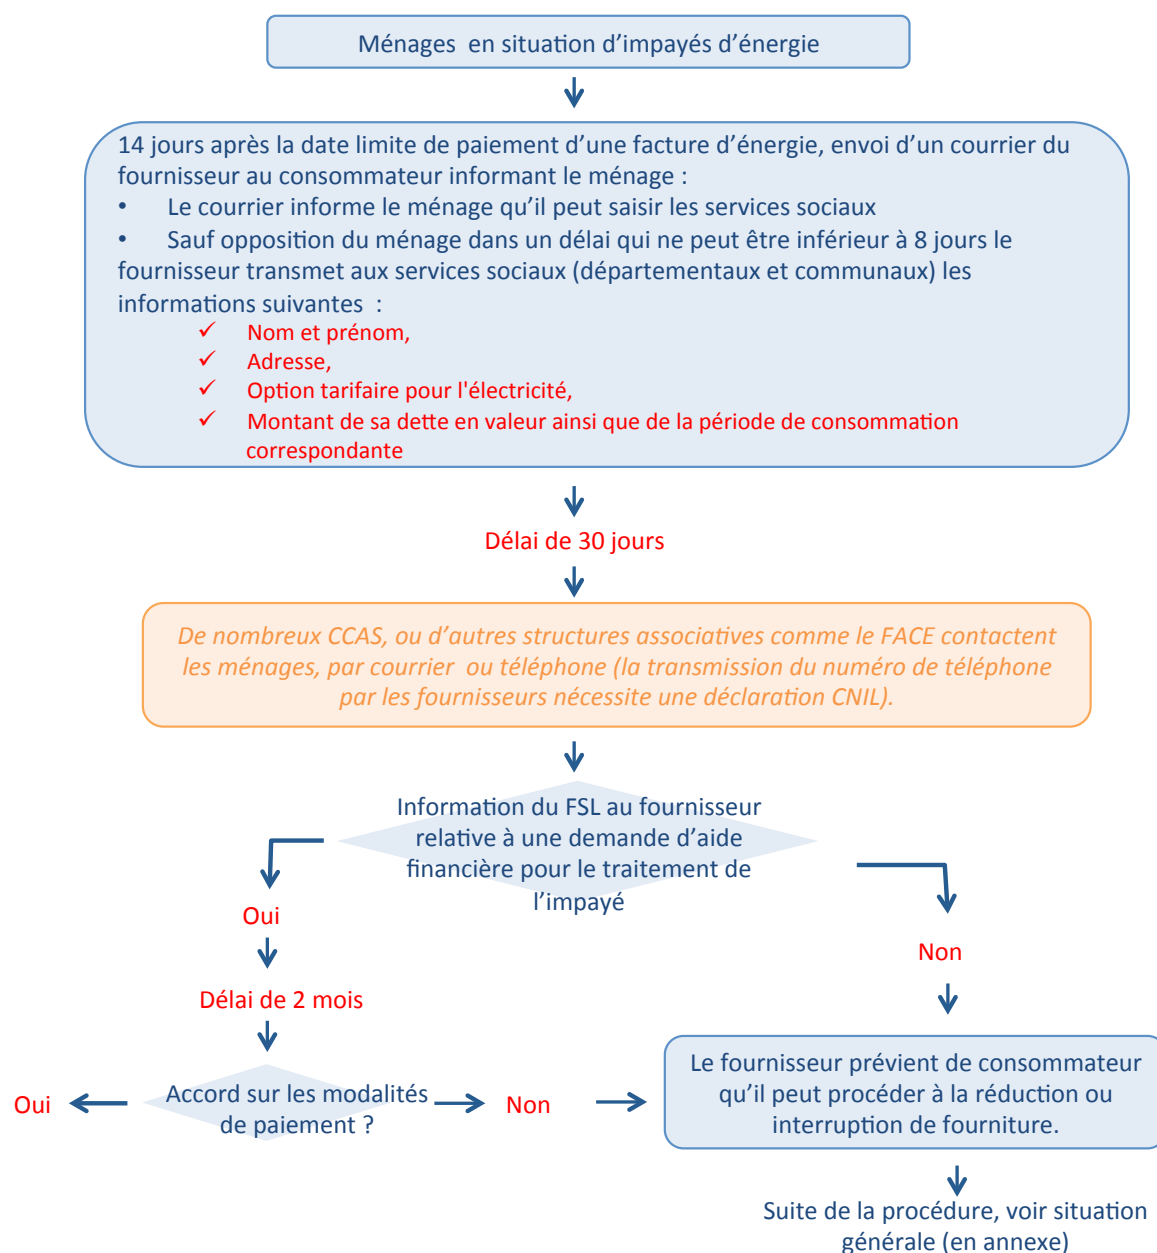 Ménages en situation d'impayés d'énergie
14 jours après la date limite de paiement d'une facture d'énergie, envoi d'un courrier du
fournisseur au consommateur informant le ménage :
• Le courrier informe le ménage qu'il peut saisir les services sociaux
• Sauf opposition du ménage dans un délai qui ne peut être inférieur à 8 jours le
fournisseur transmet aux services sociaux (départementaux et communaux) les
informations suivantes :
✓ Nom et prénom,
✓ Adresse,
✓ Option tarifaire pour l'électricité,
✓ Montant de sa dette en valeur ainsi que de la période de consommation
correspondante
Délai de 30 jours
De nombreux CCAS, ou d'autres structures associatives comme le FACE contactent
les ménages, par courrier ou téléphone (la transmission du numéro de téléphone
par les fournisseurs nécessite une déclaration CNIL).
Information du FSL au fournisseur
relative à une demande d'aide
financière pour le traitement de
l'impayé
Oui
Non
Délai de 2 mois
Accord sur les modalités
de paiement ?
Oui
Non
Le fournisseur prévient de consommateur
qu'il peut procéder à la réduction ou
interruption de fourniture.
Suite de la procédure, voir situation
générale (en annexe)